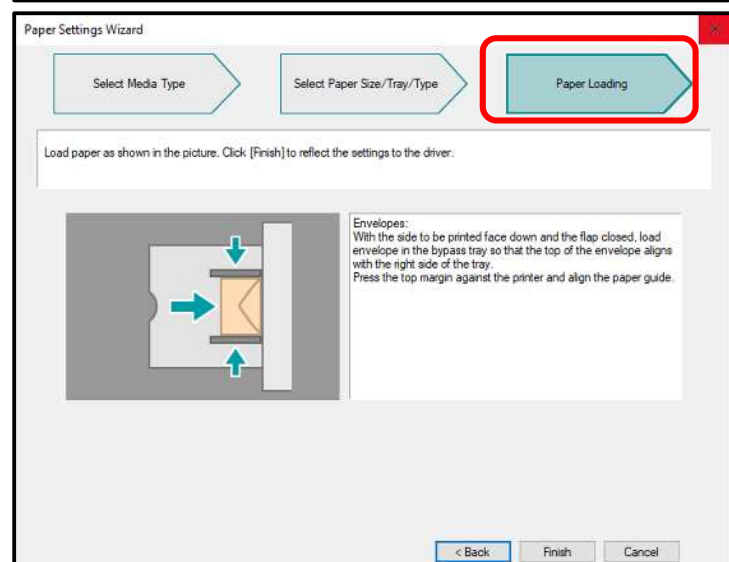 Paper Settings Wizard
Select Media Type
Select Paper Size/Tray/Type
Paper Loading
Load paper as shown in the picture. Click [Finish] to reflect the settings to the driver.
Envelopes:
With the side to be printed face down and the flap closed, load
envelope in the bypass tray so that the top of the envelope aligns
with the right side of the tray.
Press the top margin against the printer and align the paper guide.
< Back
Finish
Cancel